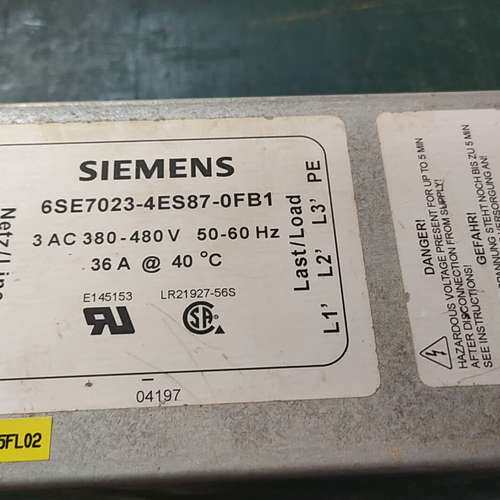 Netz/Line
SIEMENS
6SE7023-4ES87-0FB1
3 AC 380-480 V 50-60 Hz
36 A @ 40 °C
E145153
LR21927-56S
04197
Last/Load
L1' L2' L3' PE
DANGER!
HAZARDOUS VOLTAGE PRESENT FOR UP TO 5 MIN
AFTER DISCONNECTION FROM SUPPLY!
SEE INSTRUCTIONS!
GEFAHR!
SPANNUNG STEHT NOCH BIS ZU 5 MIN
5FL02